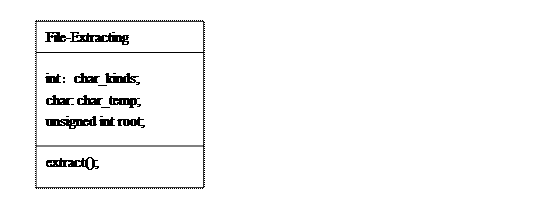 File-Extracting
int： char_kinds;
char: char_temp;
unsigned int root;
extract();